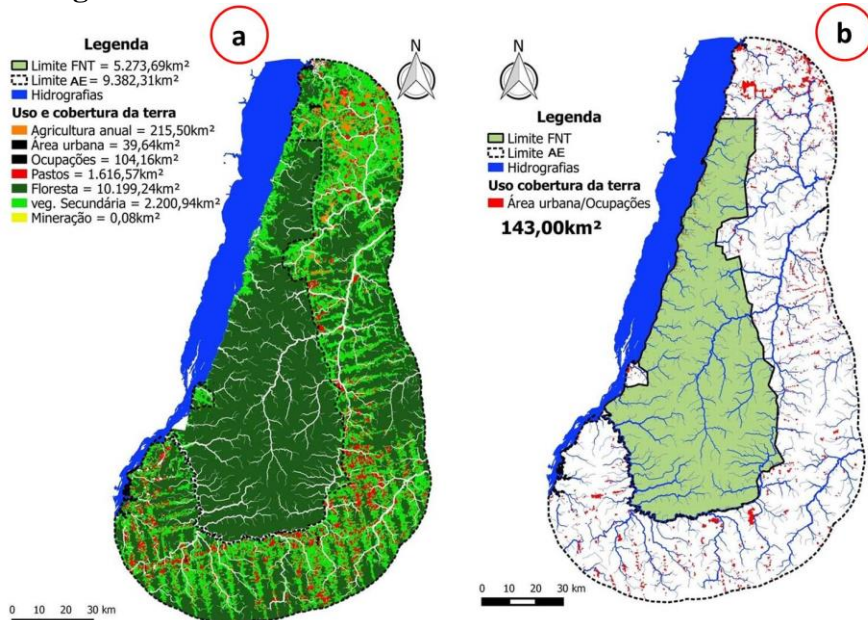 a
Legenda
Limite FNT = 5.273,69km²
Limite AE = 9.382,31km²
Hidrografias
Uso e cobertura da terra
Agricultura anual = 215,50km²
Área urbana = 39,64km²
Ocupações = 104,16km²
Pastos = 1.616,57km²
Floresta = 10.199,24km²
veg. Secundária = 2.200,94km²
Mineração = 0,08km²
N
0 10 20 30 km
b
N
Legenda
Limite FNT
Limite AE
Hidrografias
Uso cobertura da terra
Área urbana/Ocupações
143,00km²
0 10 20 30 km